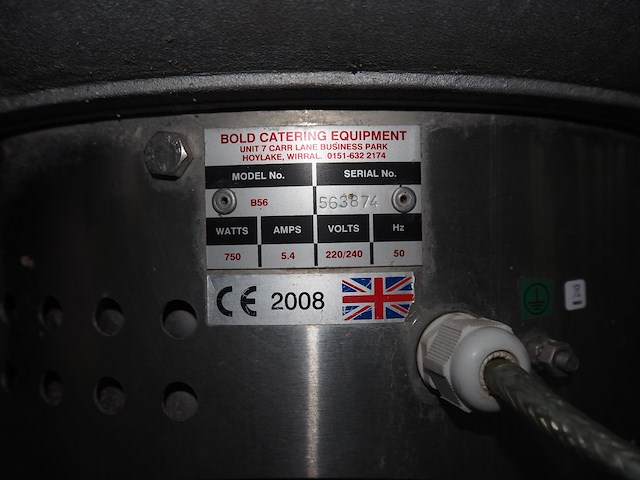 BOLD CATERING EQUIPMENT
UNIT 7 CARR LANE BUSINESS PARK
HOYLAKE, WIRRAL. 0151-632 2174
MODEL No. SERIAL No.
B56 563874
WATTS AMPS VOLTS Hz
750 5.4 220/240 50
CE 2008